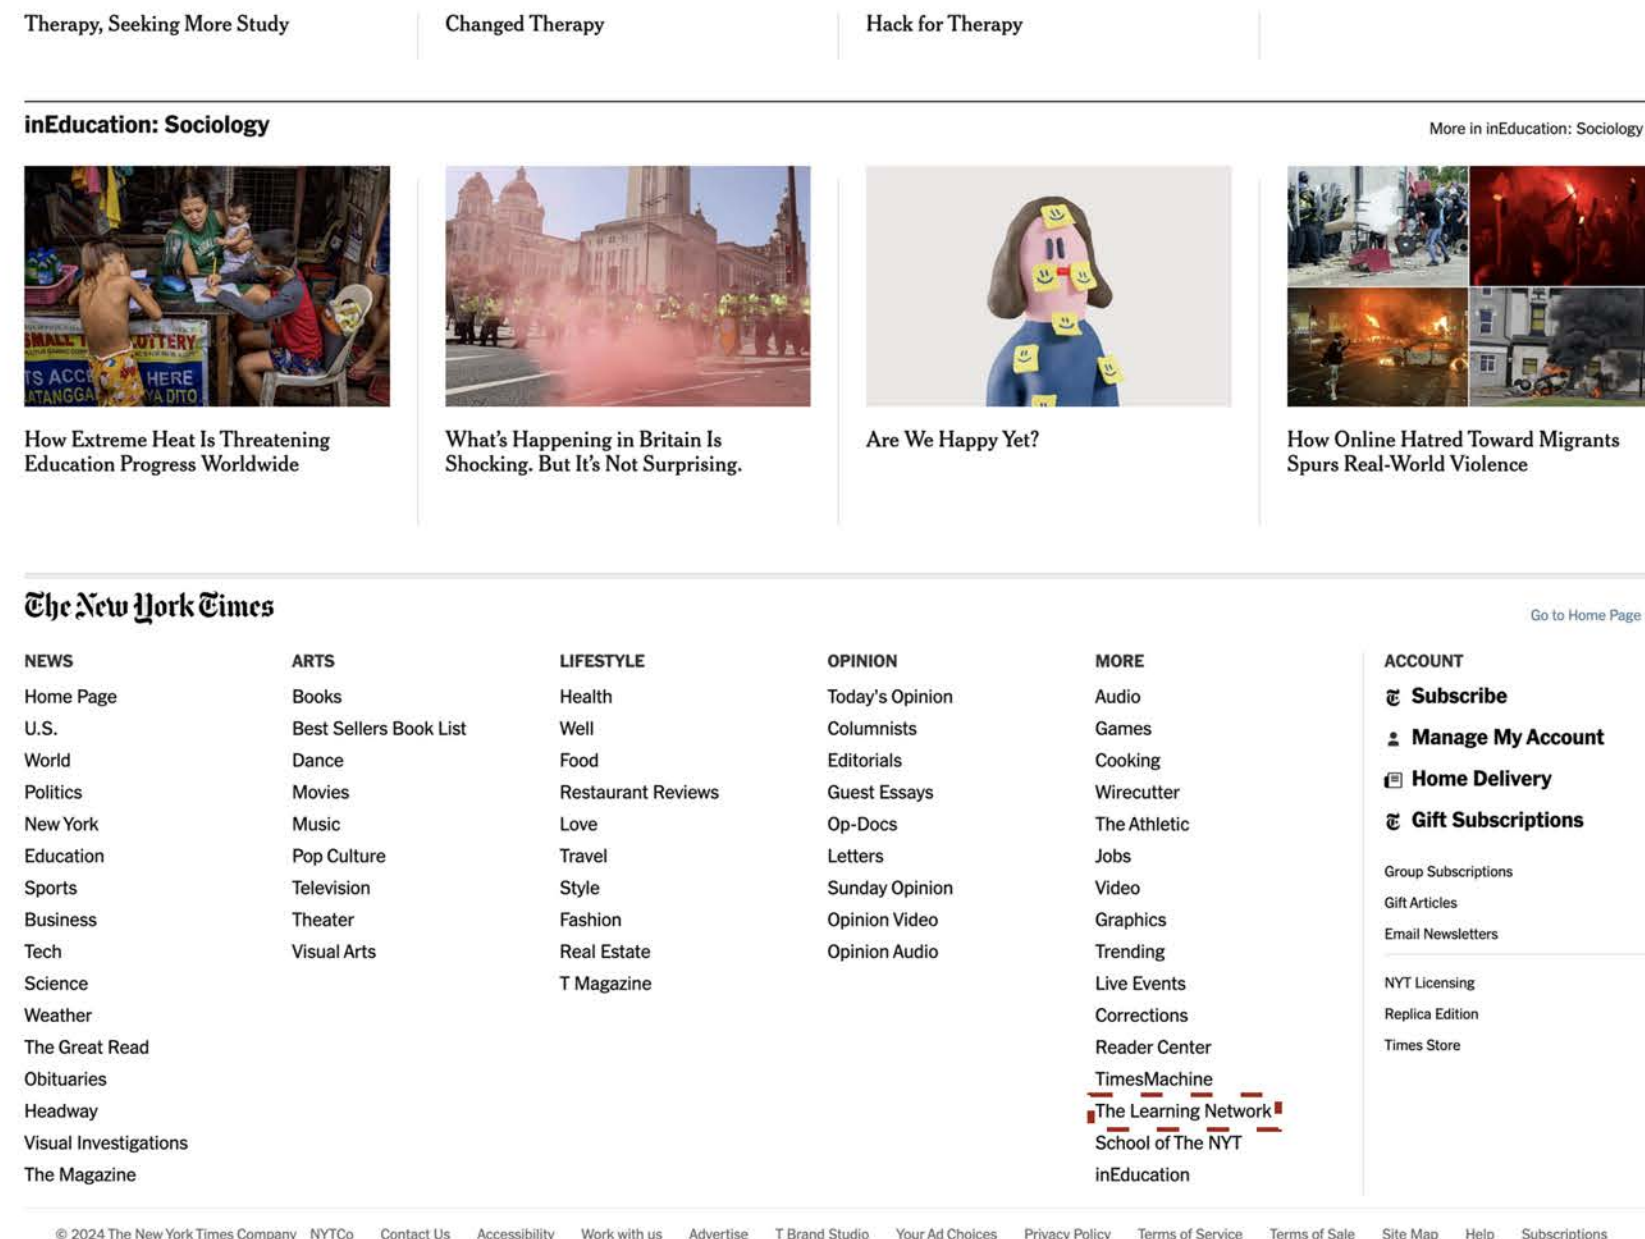 Therapy, Seeking More Study
Changed Therapy
Hack for Therapy
inEducation: Sociology
More in inEducation: Sociology
LOTTERY
HERE
YA DITO
How Extreme Heat Is Threatening
Education Progress Worldwide
What's Happening in Britain Is
Shocking. But It's Not Surprising.
Are We Happy Yet?
How Online Hatred Toward Migrants
Spurs Real-World Violence
The New York Times
Go to Home Page
NEWS
Home Page
U.S.
World
Politics
New York
Education
Sports
Business
Tech
Science
Weather
The Great Read
Obituaries
Headway
Visual Investigations
The Magazine
ARTS
Books
Best Sellers Book List
Dance
Movies
Music
Pop Culture
Television
Theater
Visual Arts
LIFESTYLE
Health
Well
Food
Restaurant Reviews
Love
Travel
Style
Fashion
Real Estate
T Magazine
OPINION
Today's Opinion
Columnists
Editorials
Guest Essays
Op-Docs
Letters
Sunday Opinion
Opinion Video
Opinion Audio
MORE
Audio
Games
Cooking
Wirecutter
The Athletic
Jobs
Video
Graphics
Trending
Live Events
Corrections
Reader Center
TimesMachine
The Learning Network
School of The NYT
inEducation
ACCOUNT
Subscribe
Manage My Account
Home Delivery
Gift Subscriptions
Group Subscriptions
Gift Articles
Email Newsletters
NYT Licensing
Replica Edition
Times Store
© 2024 The New York Times Company NYTCo Contact Us Accessibility Work with us Advertise T Brand Studio Your Ad Choices Privacy Policy Terms of Service Terms of Sale Site Map Help Subscriptions